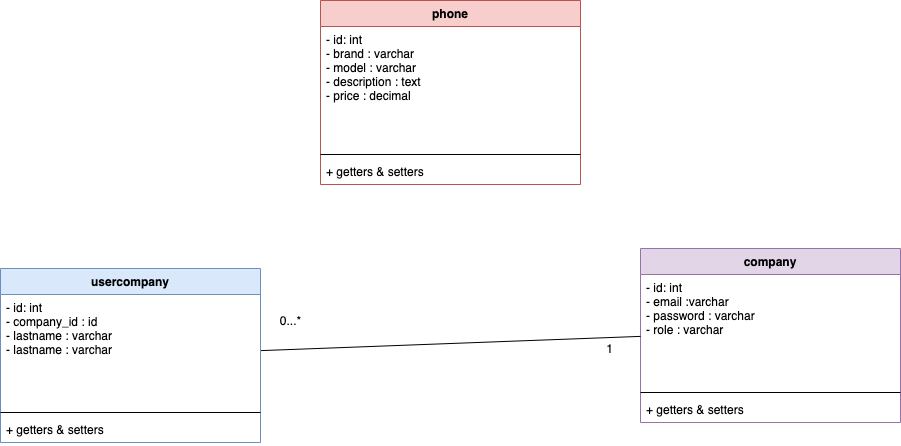 phone
- id: int
- brand : varchar
- model : varchar
- description : text
- price : decimal
+ getters & setters
usercompany
- id: int
- company_id : id
- lastname : varchar
- lastname : varchar
+ getters & setters
0...*
1
company
- id: int
- email :varchar
- password : varchar
- role : varchar
+ getters & setters